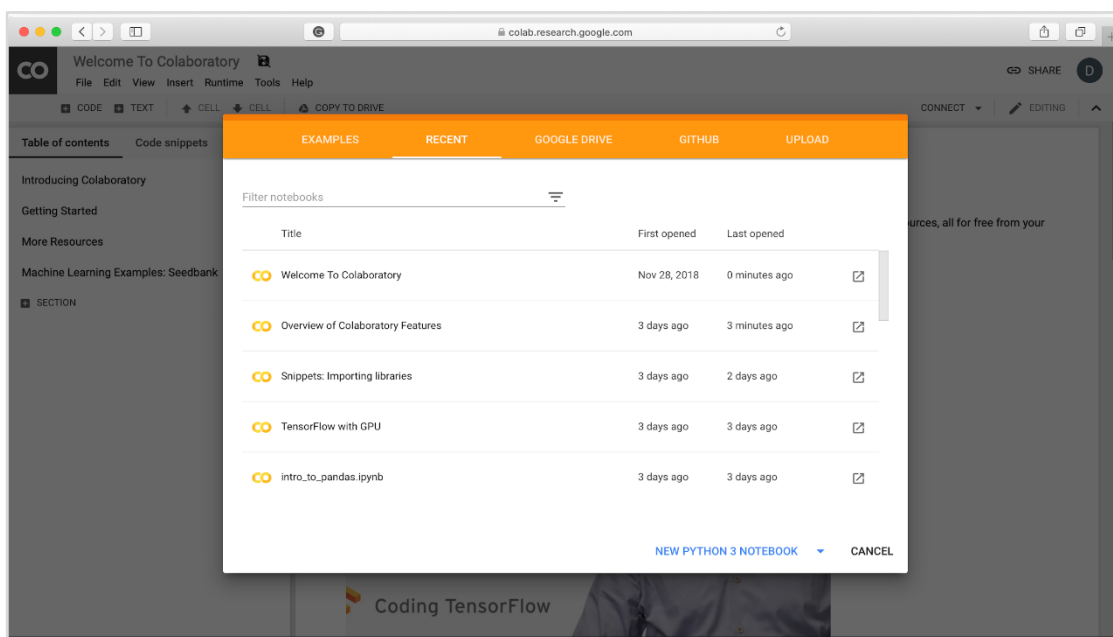 colab.research.google.com
CO Welcome To Colaboratory
File Edit View Insert Runtime Tools Help
SHARE D
CODE TEXT CELL CELL COPY TO DRIVE CONNECT EDITING
Table of contents Code snippets
Introducing Colaboratory
Getting Started
More Resources
Machine Learning Examples: Seedbank
SECTION
EXAMPLES RECENT GOOGLE DRIVE GITHUB UPLOAD
Filter notebooks
Title First opened Last opened
CO Welcome To Colaboratory Nov 28, 2018 0 minutes ago
CO Overview of Colaboratory Features 3 days ago 3 minutes ago
CO Snippets: Importing libraries 3 days ago 2 days ago
CO TensorFlow with GPU 3 days ago 3 days ago
CO intro_to_pandas.ipynb 3 days ago 3 days ago
NEW PYTHON 3 NOTEBOOK CANCEL
urces, all for free from your
Coding TensorFlow